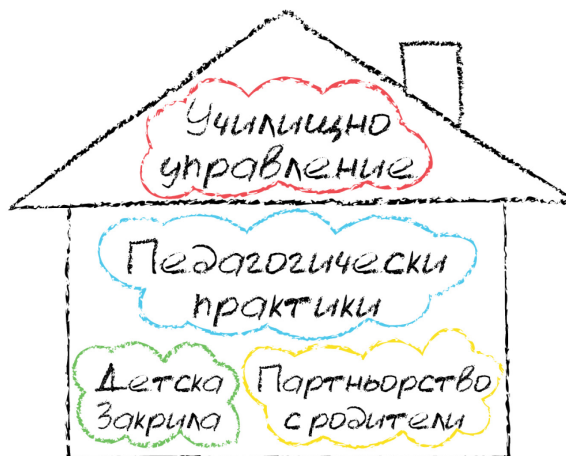 Училищно
управление
Педагогически
практики
Детска
Закрила
Партньорство
с родители